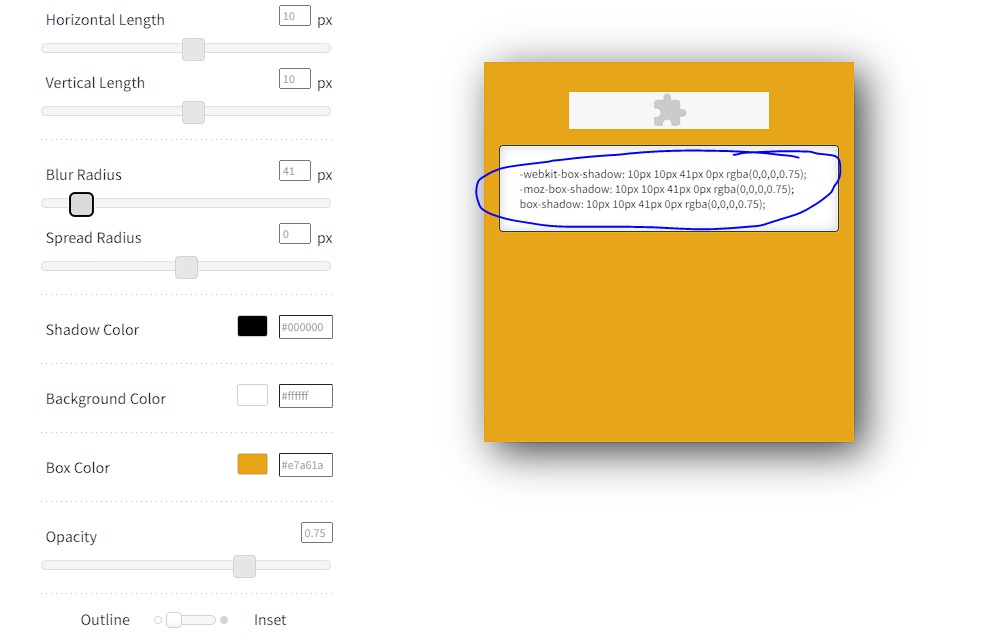 Horizontal Length 10 px
Vertical Length 10 px
Blur Radius 41 px
Spread Radius 0 px
Shadow Color #000000
Background Color #ffffff
Box Color #e7a61a
Opacity 0.75
Outline Inset
-webkit-box-shadow: 10px 10px 41px 0px rgba(0,0,0,0.75);
-moz-box-shadow: 10px 10px 41px 0px rgba(0,0,0,0.75);
box-shadow: 10px 10px 41px 0px rgba(0,0,0,0.75);